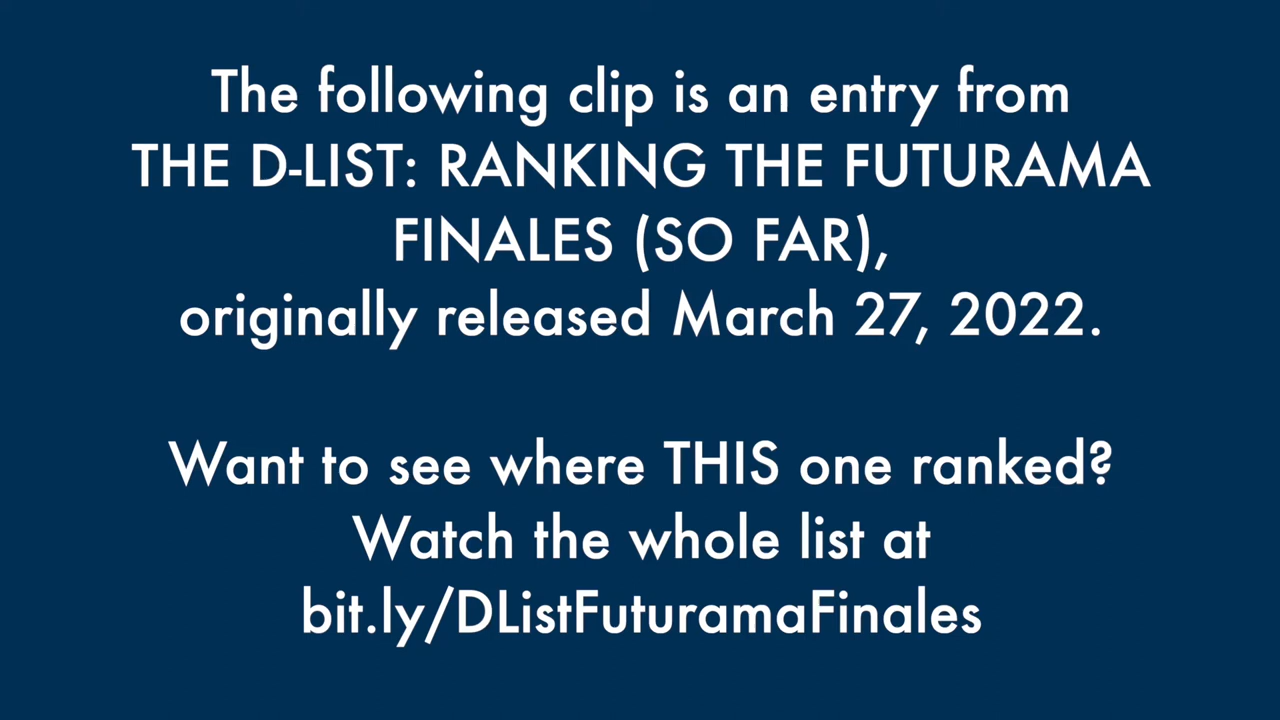 The following clip is an entry from
THE D-LIST: RANKING THE FUTURAMA
FINALES (SO FAR),
originally released March 27, 2022.
Want to see where THIS one ranked?
Watch the whole list at
bit.ly/DListFuturamaFinales